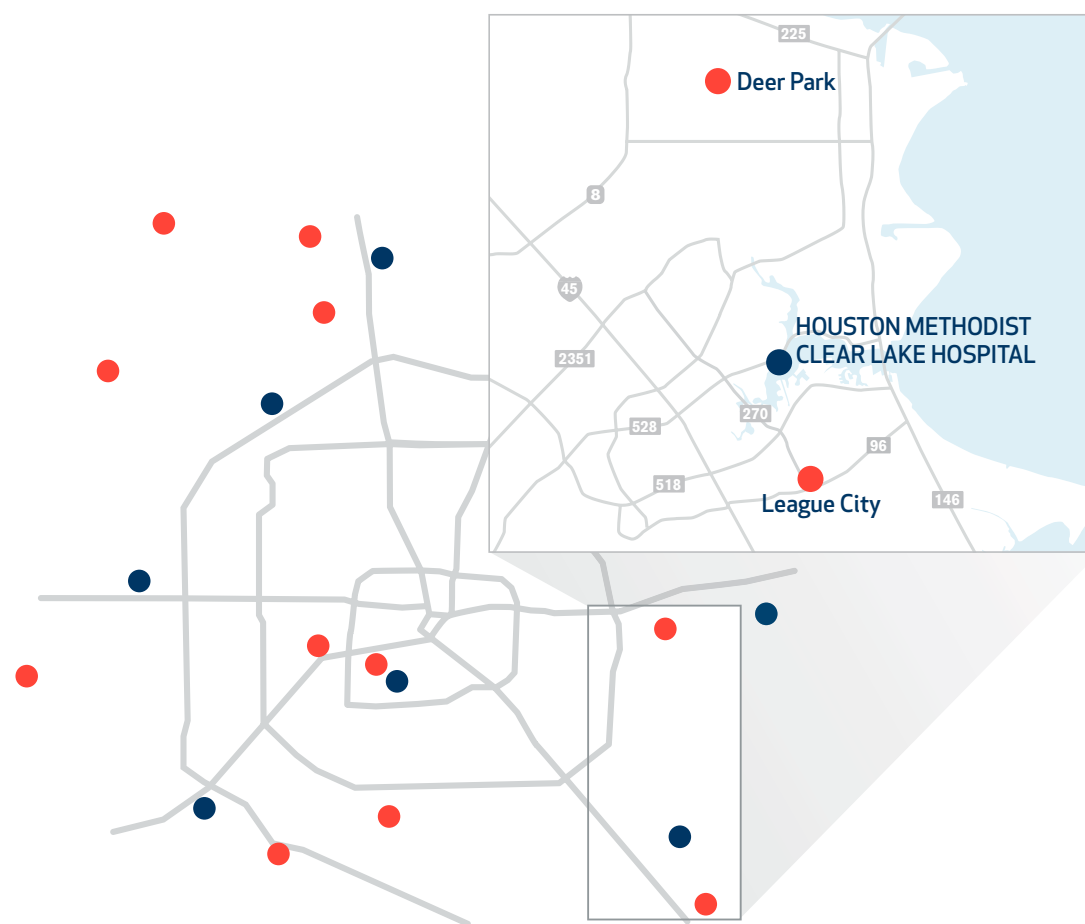 225
Deer Park
8
45
HOUSTON METHODIST
CLEAR LAKE HOSPITAL
2351
270
528
96
518
League City
146